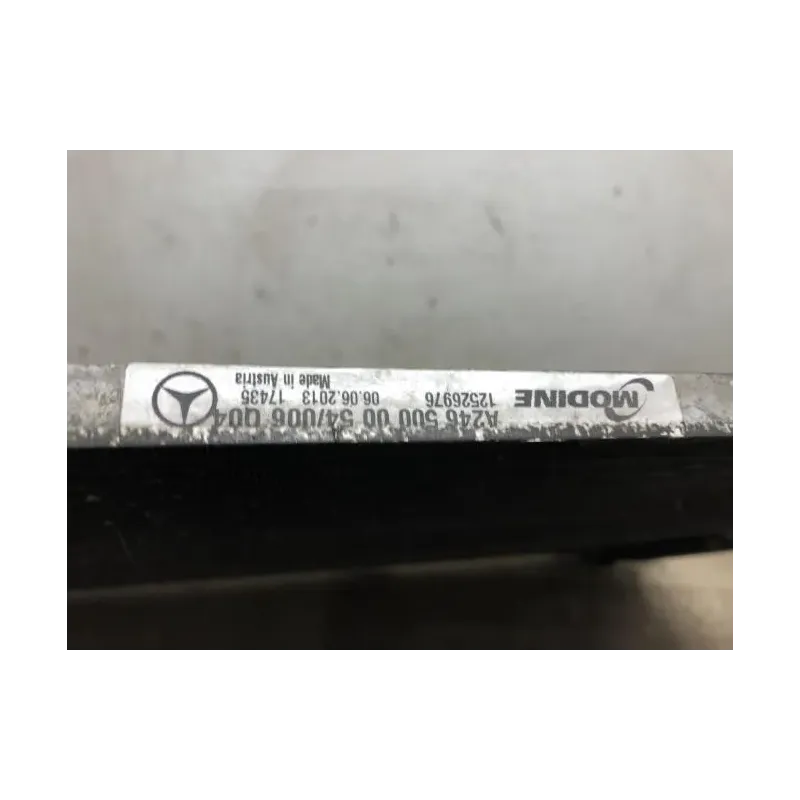 A246 500 00 54/006 Q04
MODINE
12526976
06.06.2013 17435
Made in Austria